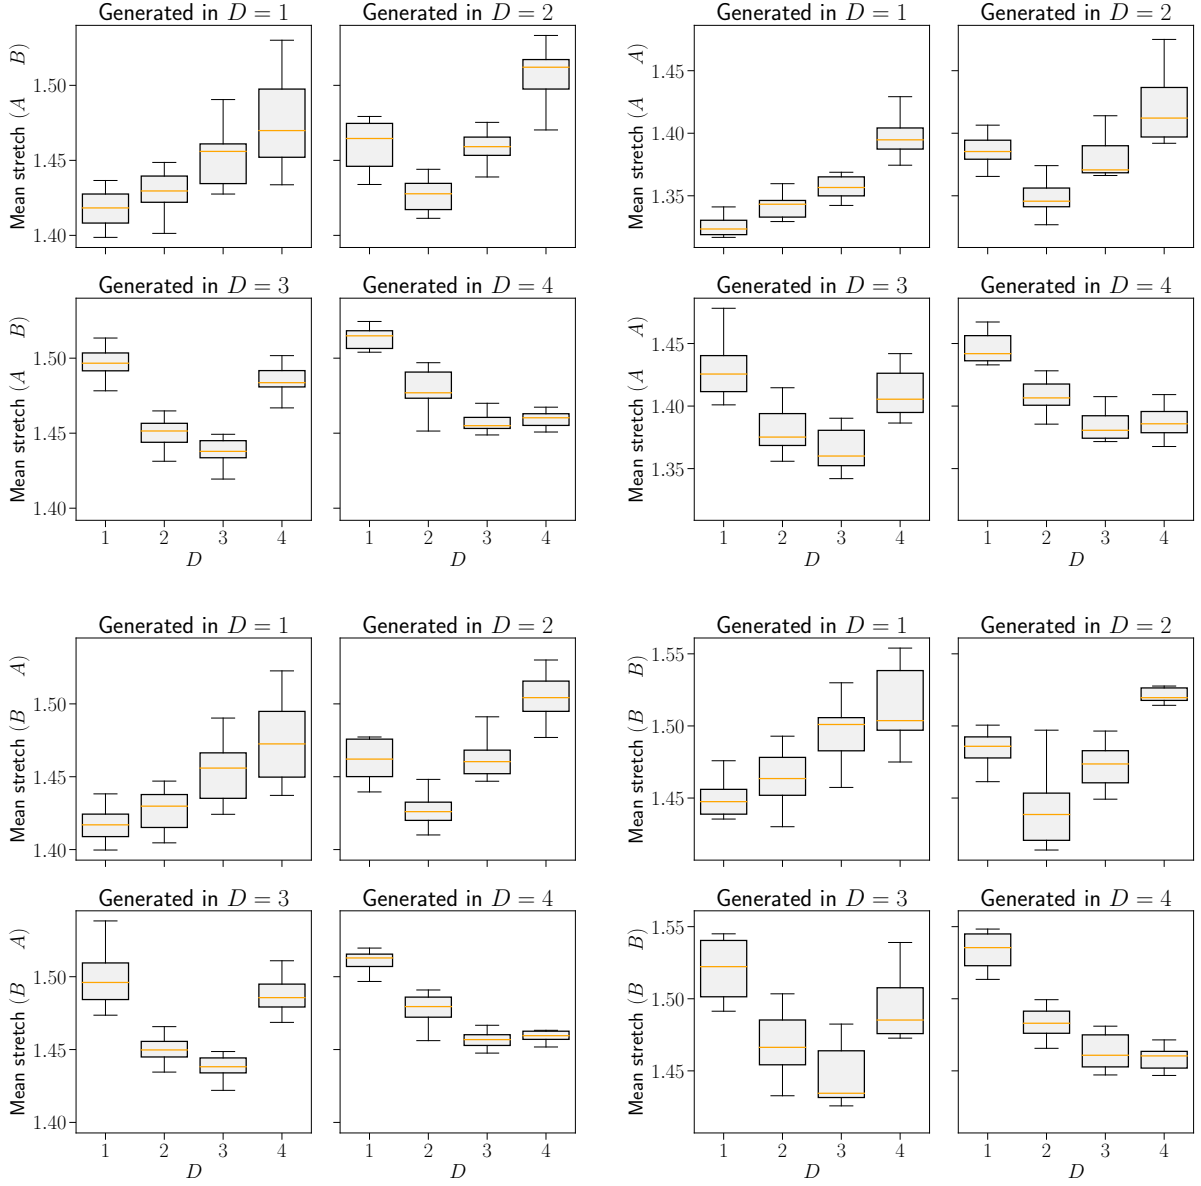 Generated in D = 1
Generated in D = 2
Mean stretch (A B)
1.50
1.45
1.40
Generated in D = 3
Generated in D = 4
Mean stretch (A B)
1.50
1.45
1.40
1 2 3 4
1 2 3 4
D
D
Generated in D = 1
Generated in D = 2
Mean stretch (A A)
1.45
1.40
1.35
Generated in D = 3
Generated in D = 4
Mean stretch (A A)
1.45
1.40
1.35
1 2 3 4
1 2 3 4
D
D
Generated in D = 1
Generated in D = 2
Mean stretch (B A)
1.50
1.45
1.40
Generated in D = 3
Generated in D = 4
Mean stretch (B A)
1.50
1.45
1.40
1 2 3 4
1 2 3 4
D
D
Generated in D = 1
Generated in D = 2
Mean stretch (B B)
1.55
1.50
1.45
Generated in D = 3
Generated in D = 4
Mean stretch (B B)
1.55
1.50
1.45
1 2 3 4
1 2 3 4
D
D